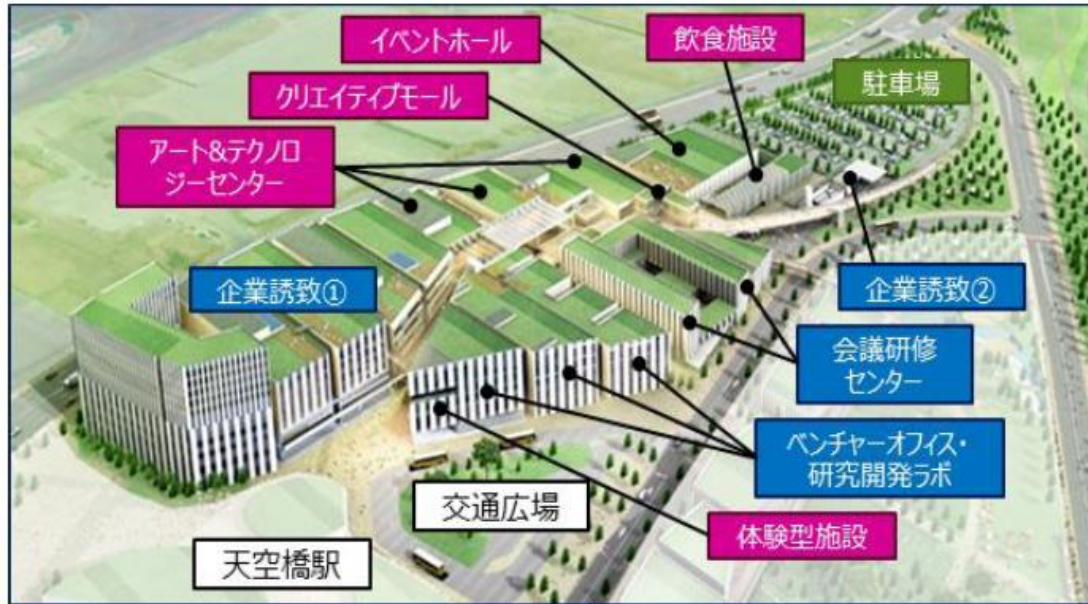 イベントホール
飲食施設
クリエイティブモール
駐車場
アート&テクノロ
ジーセンター
企業誘致①
企業誘致②
会議研修
センター
ベンチャーオフィス・
研究開発ラボ
交通広場
体験型施設
天空橋駅